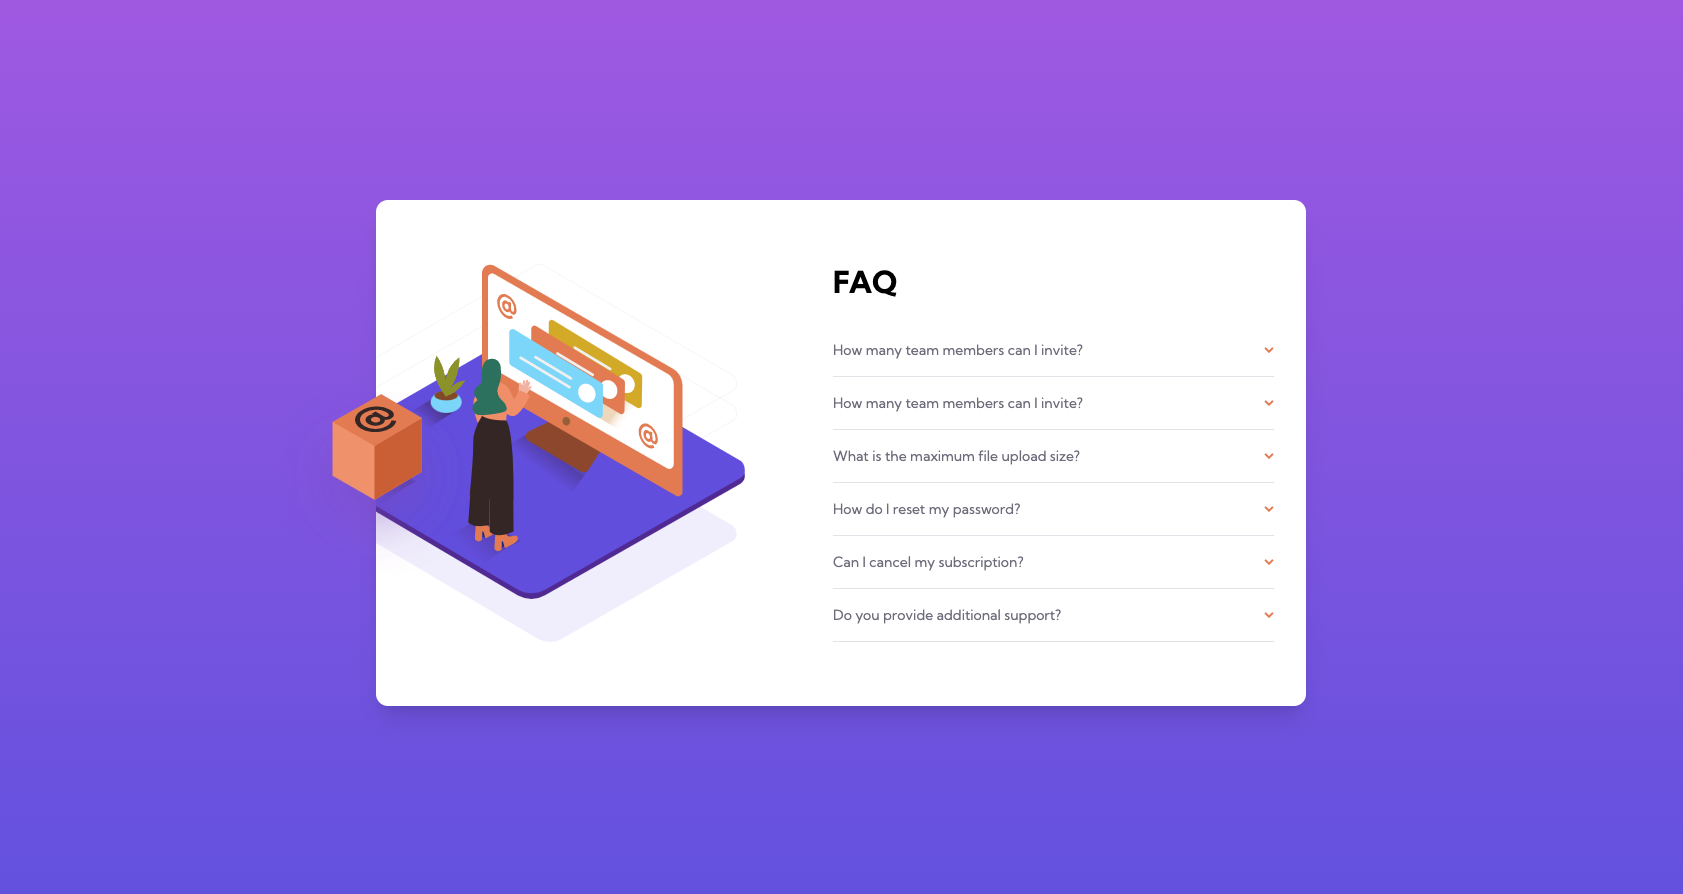 @
@
@
FAQ
How many team members can I invite?
How many team members can I invite?
What is the maximum file upload size?
How do I reset my password?
Can I cancel my subscription?
Do you provide additional support?